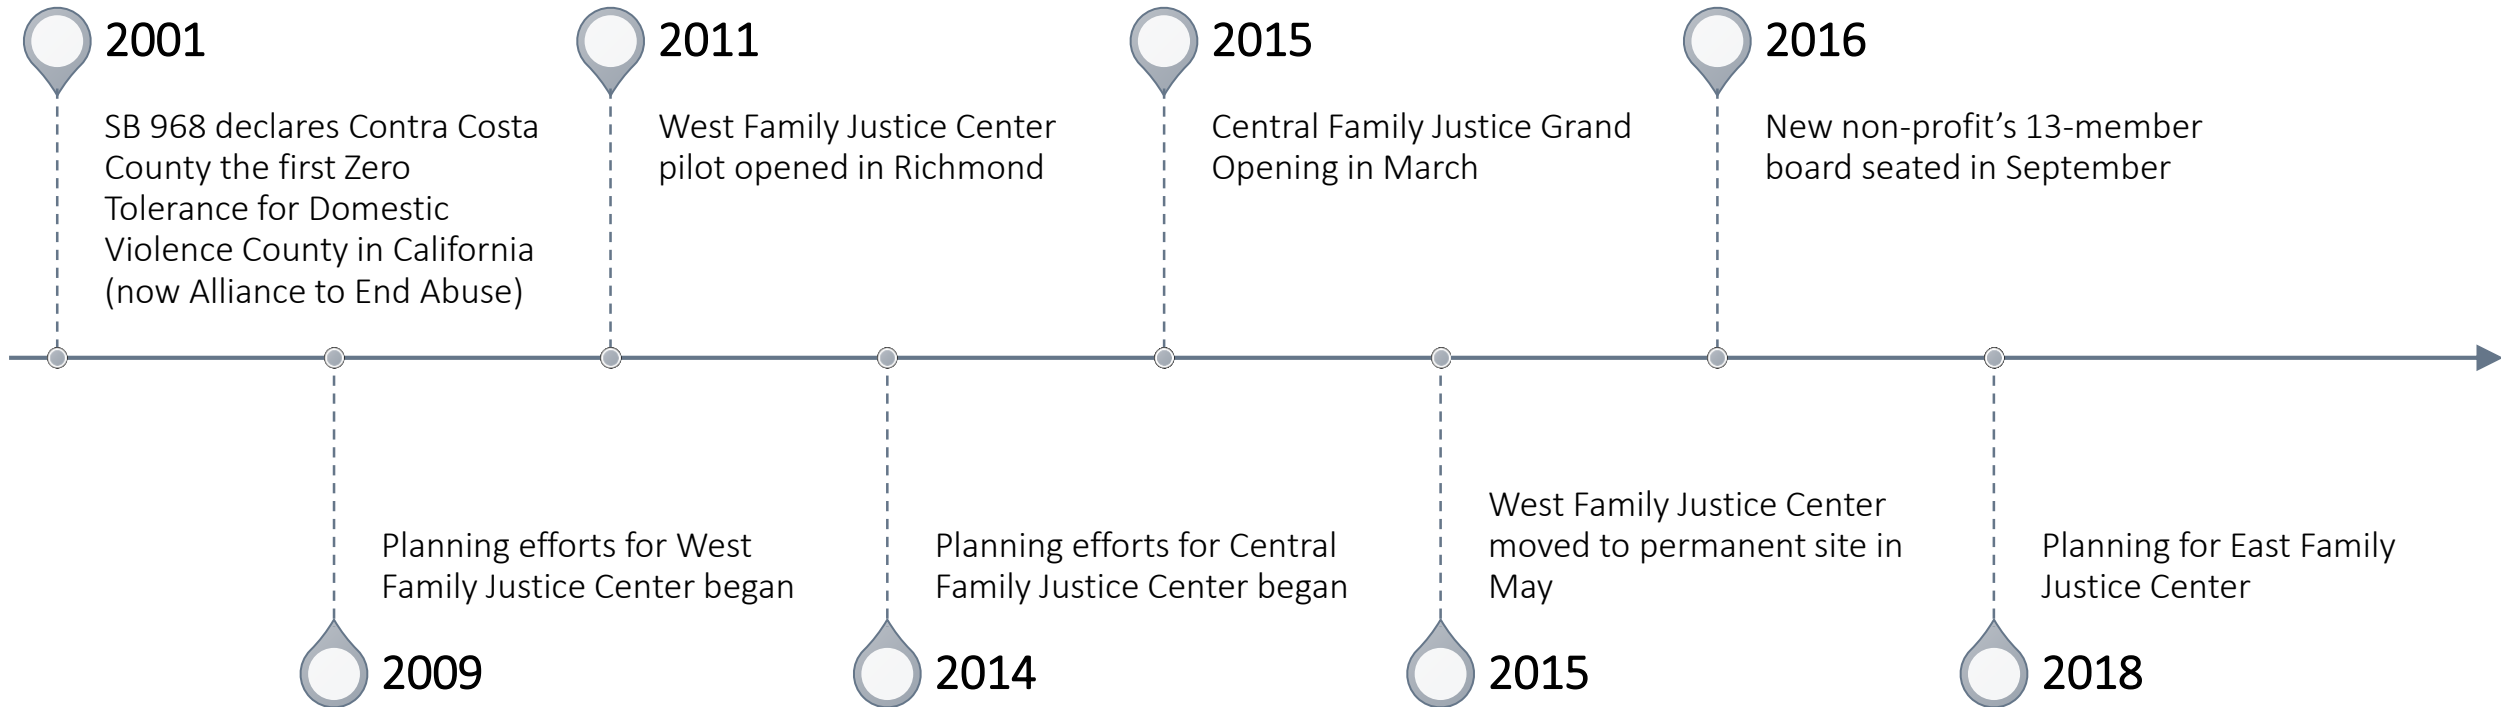 2001
SB 968 declares Contra Costa
County the first Zero
Tolerance for Domestic
Violence County in California
(now Alliance to End Abuse)
Planning efforts for West
Family Justice Center began
2009
2011
West Family Justice Center
pilot opened in Richmond
Planning efforts for Central
Family Justice Center began
2014
2015
Central Family Justice Grand
Opening in March
West Family Justice Center
moved to permanent site in
May
2015
2016
New non-profit’s 13-member
board seated in September
Planning for East Family
Justice Center
2018